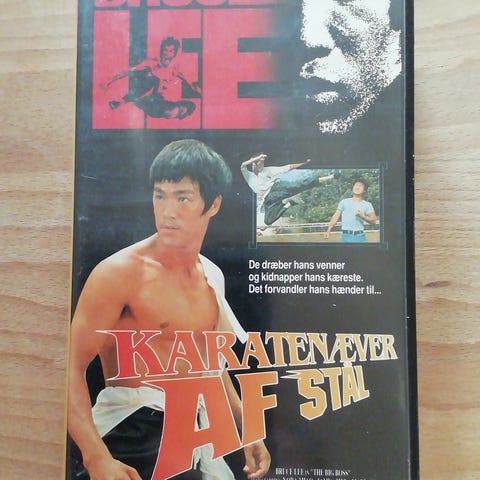 BRUCE
LEE
De dræber hans venner
og kidnapper hans kæreste.
Det forvandler hans hænder til...
KARATENÆVER
AF STÅL
BRUCE LEE in "THE BIG BOSS"